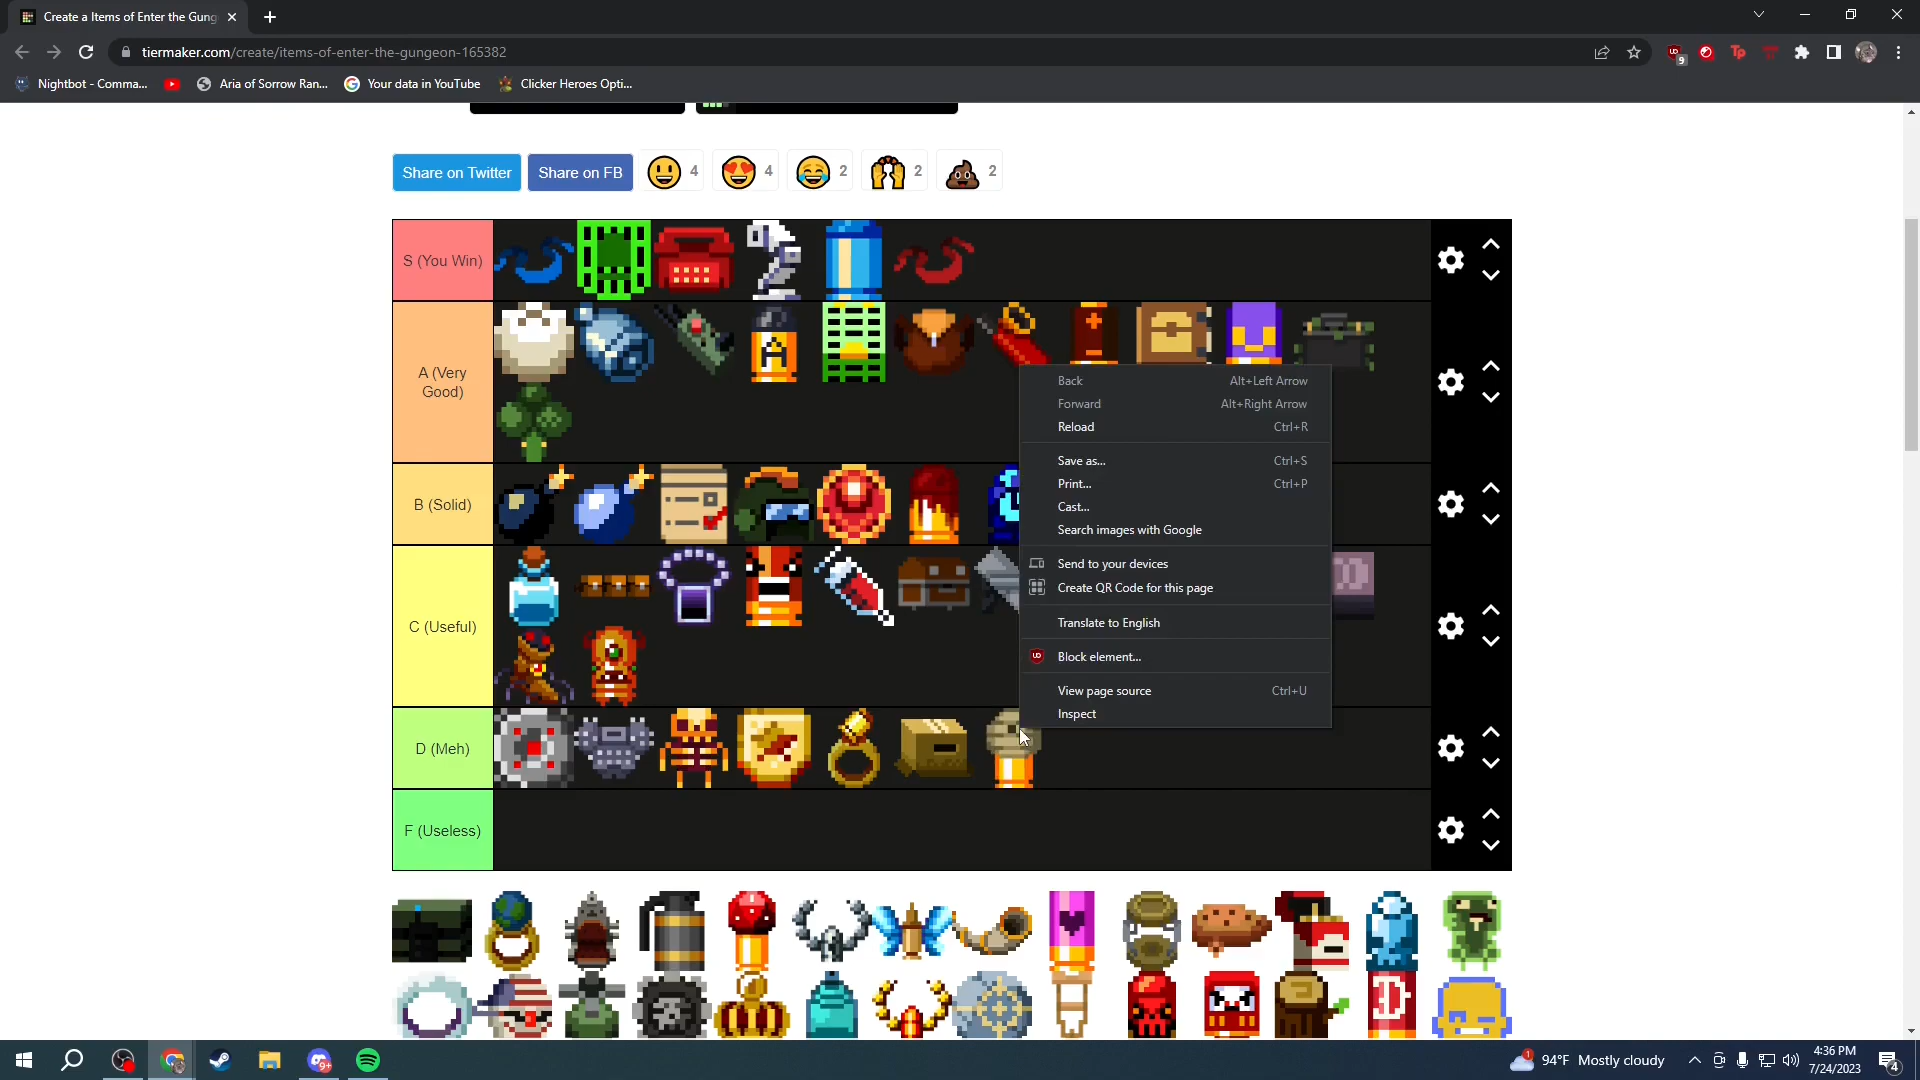 Create a Items of Enter the Gung
tiermaker.com/create/items-of-enter-the-gungeon-165382
9
Nightbot - Comma...
Aria of Sorrow Ran...
Your data in YouTube
Clicker Heroes Opti...
Share on Twitter
Share on FB
4
4
2
2
2
S (You Win)
A (Very
Good)
A
B (Solid)
C (Useful)
D (Meh)
F (Useless)
Back Alt+Left Arrow
Forward Alt+Right Arrow
Reload Ctrl+R
Save as... Ctrl+S
Print... Ctrl+P
Cast...
Search images with Google
Send to your devices
Create QR Code for this page
Translate to English
Block element...
View page source Ctrl+U
Inspect
9+
1
94°F Mostly cloudy
4:36 PM
7/24/2023
4